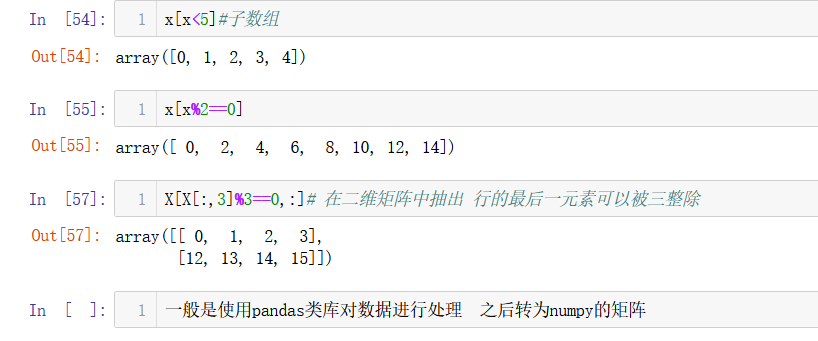 In [54]: 1 x[x<5]#子数组
Out[54]: array([0, 1, 2, 3, 4])
In [55]: 1 x[x%2==0]
Out[55]: array([ 0, 2, 4, 6, 8, 10, 12, 14])
In [57]: 1 X[X[:,3]%3==0,:]# 在二维矩阵中抽出 行的最后一元素可以被三整除
Out[57]: array([[ 0, 1, 2, 3],
[12, 13, 14, 15]])
In [ ]: 1 一般是使用pandas类库对数据进行处理 之后转为numpy的矩阵